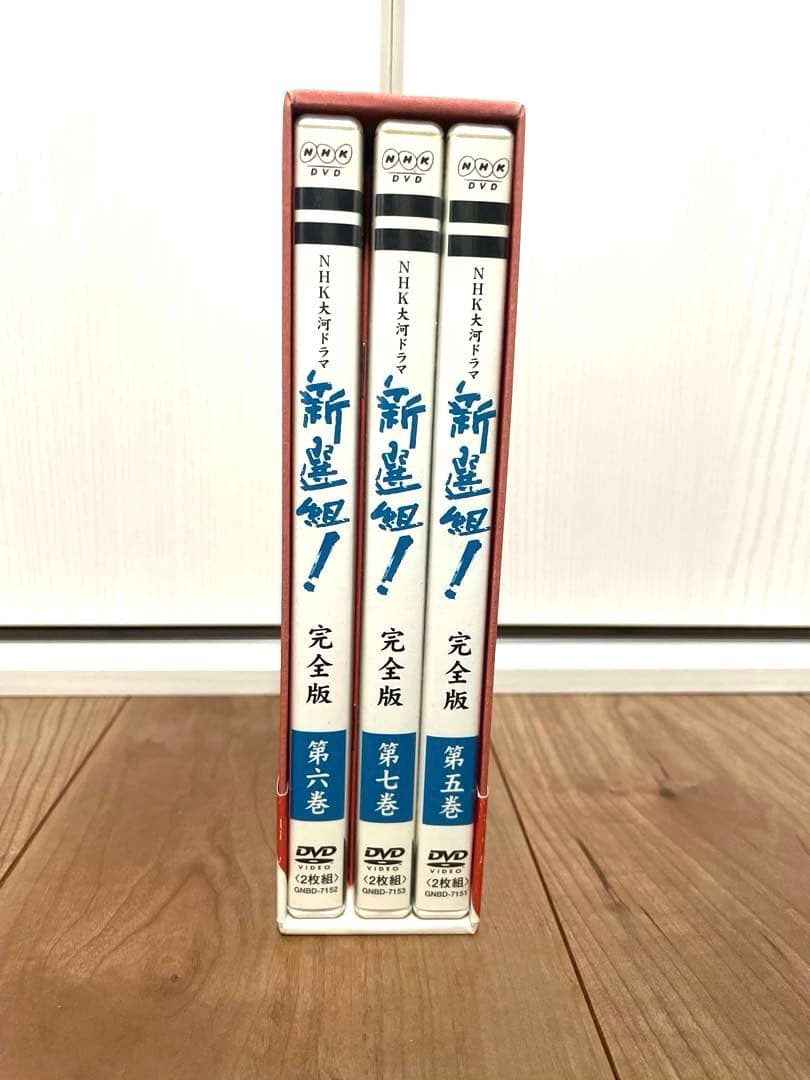 NHK
DVD
NHK大河ドラマ
新選組!
完全版
第六巻
DVD
VIDEO
〈2枚組〉
GNBD-7152
NHK
DVD
NHK大河ドラマ
新選組!
完全版
第七巻
DVD
VIDEO
〈2枚組〉
GNBD-7153
NHK
DVD
NHK大河ドラマ
新選組!
完全版
第五巻
DVD
VIDEO
〈2枚組〉
GNBD-7151